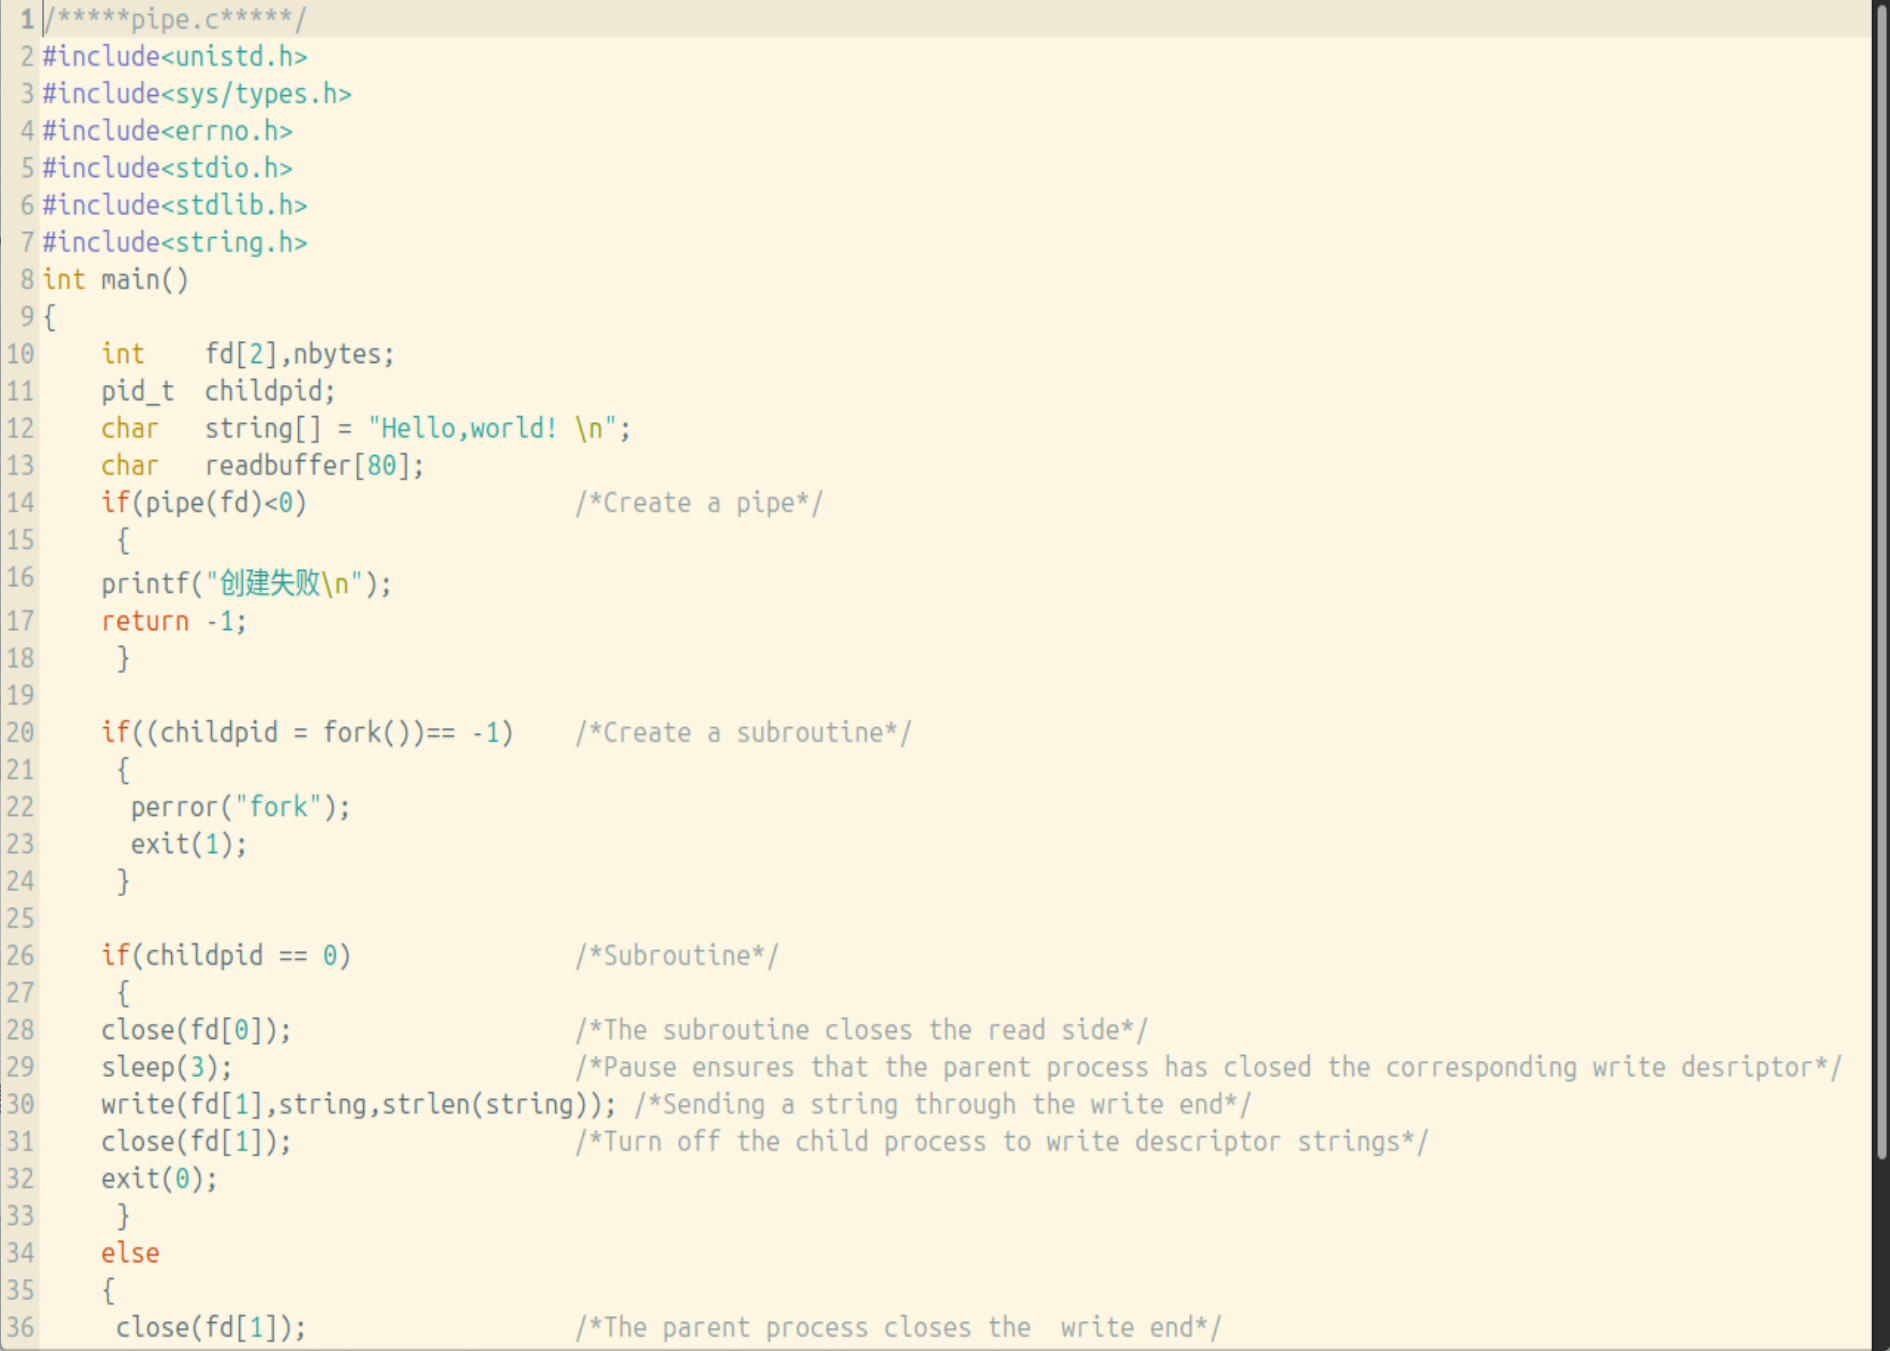 1 /*****pipe.c*****/
2 #include<unistd.h>
3 #include<sys/types.h>
4 #include<errno.h>
5 #include<stdio.h>
6 #include<stdlib.h>
7 #include<string.h>
8 int main()
9 {
10     int    fd[2],nbytes;
11     pid_t  childpid;
12     char   string[] = "Hello,world! \n";
13     char   readbuffer[80];
14     if(pipe(fd)<0)                  /*Create a pipe*/
15      {
16     printf("创建失败\n");
17     return -1;
18      }
19
20     if((childpid = fork())== -1)    /*Create a subroutine*/
21      {
22       perror("fork");
23       exit(1);
24      }
25
26     if(childpid == 0)               /*Subroutine*/
27      {
28     close(fd[0]);                   /*The subroutine closes the read side*/
29     sleep(3);                       /*Pause ensures that the parent process has closed the corresponding write desriptor*/
30     write(fd[1],string,strlen(string)); /*Sending a string through the write end*/
31     close(fd[1]);                   /*Turn off the child process to write descriptor strings*/
32     exit(0);
33      }
34     else
35     {
36      close(fd[1]);                  /*The parent process closes the  write end*/